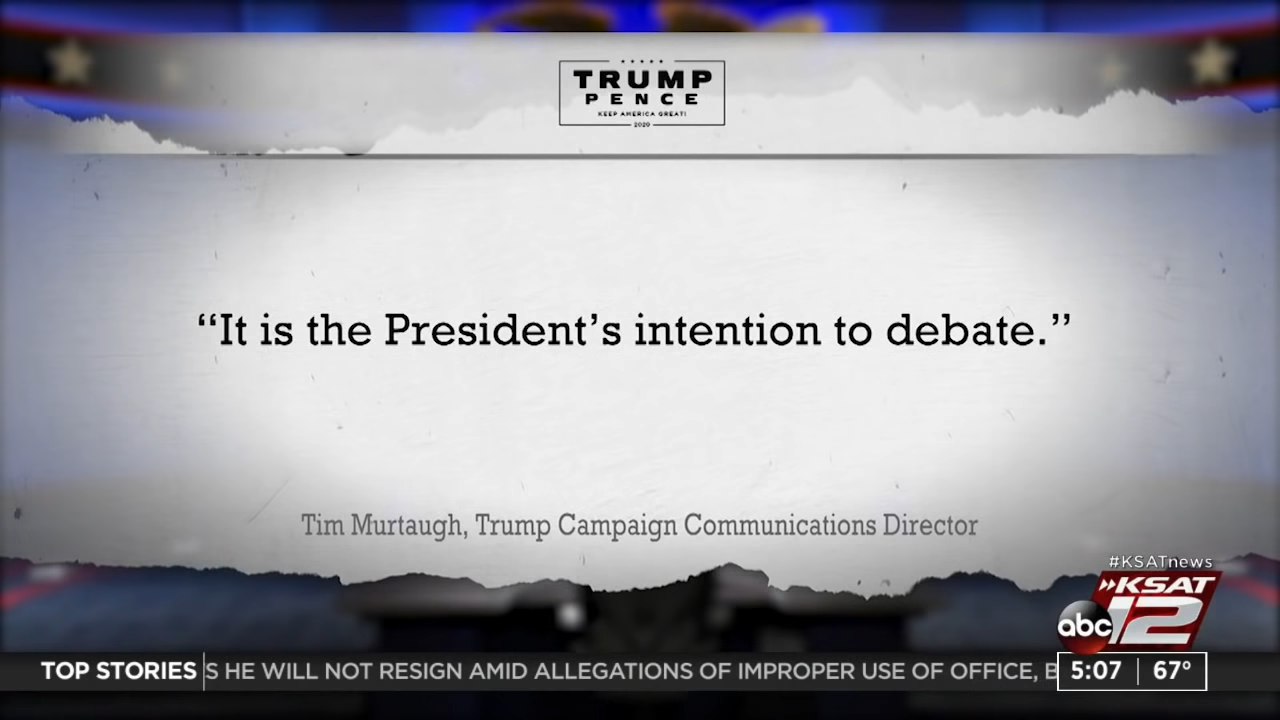 TRUMP
PENCE
KEEP AMERICA GREAT!
2020
“It is the President’s intention to debate.”
Tim Murtaugh, Trump Campaign Communications Director
#KSATnews
KSAT
abc 12
TOP STORIES S HE WILL NOT RESIGN AMID ALLEGATIONS OF IMPROPER USE OF OFFICE, B
5:07 67°